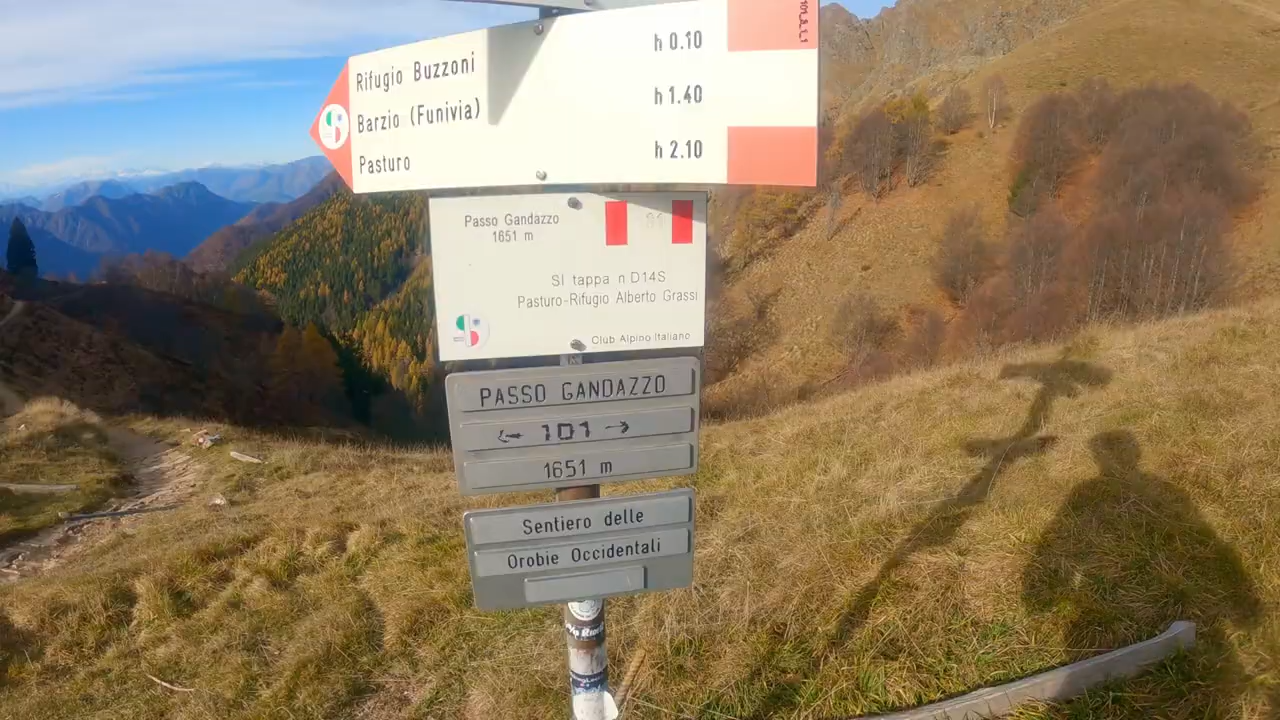 Rifugio Buzzoni h 0.10
Barzio (Funivia) h 1.40
Pasturo h 2.10
Passo Gandazzo
1651 m
SI tappa n D14S
Pasturo-Rifugio Alberto Grassi
Club Alpino Italiano
PASSO GANDAZZO
<- 101 ->
1651 m
Sentiero delle
Orobie Occidentali